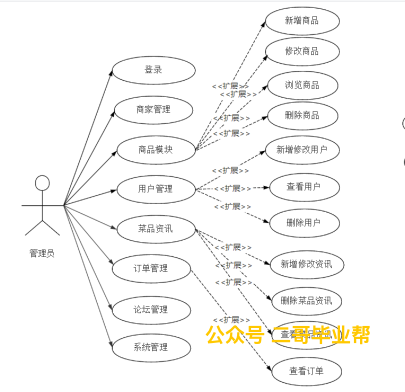 新增商品
修改商品
登录
<<扩展>>
<<扩展>>
浏览商品
商家管理
<<扩展>>
删除商品
<<扩展>>
商品模块
新增修改用户
<<扩展>>
用户管理
<<扩展>>
查看用户
<<扩展>>
删除用户
菜品资讯
<<扩展>>
管理员
订单管理
<<扩展>>
新增修改资讯
<<扩展>>
删除菜品资讯
论坛管理
<<扩展>>
公众号 二哥毕业帮
查看菜品资讯
系统管理
查看订单